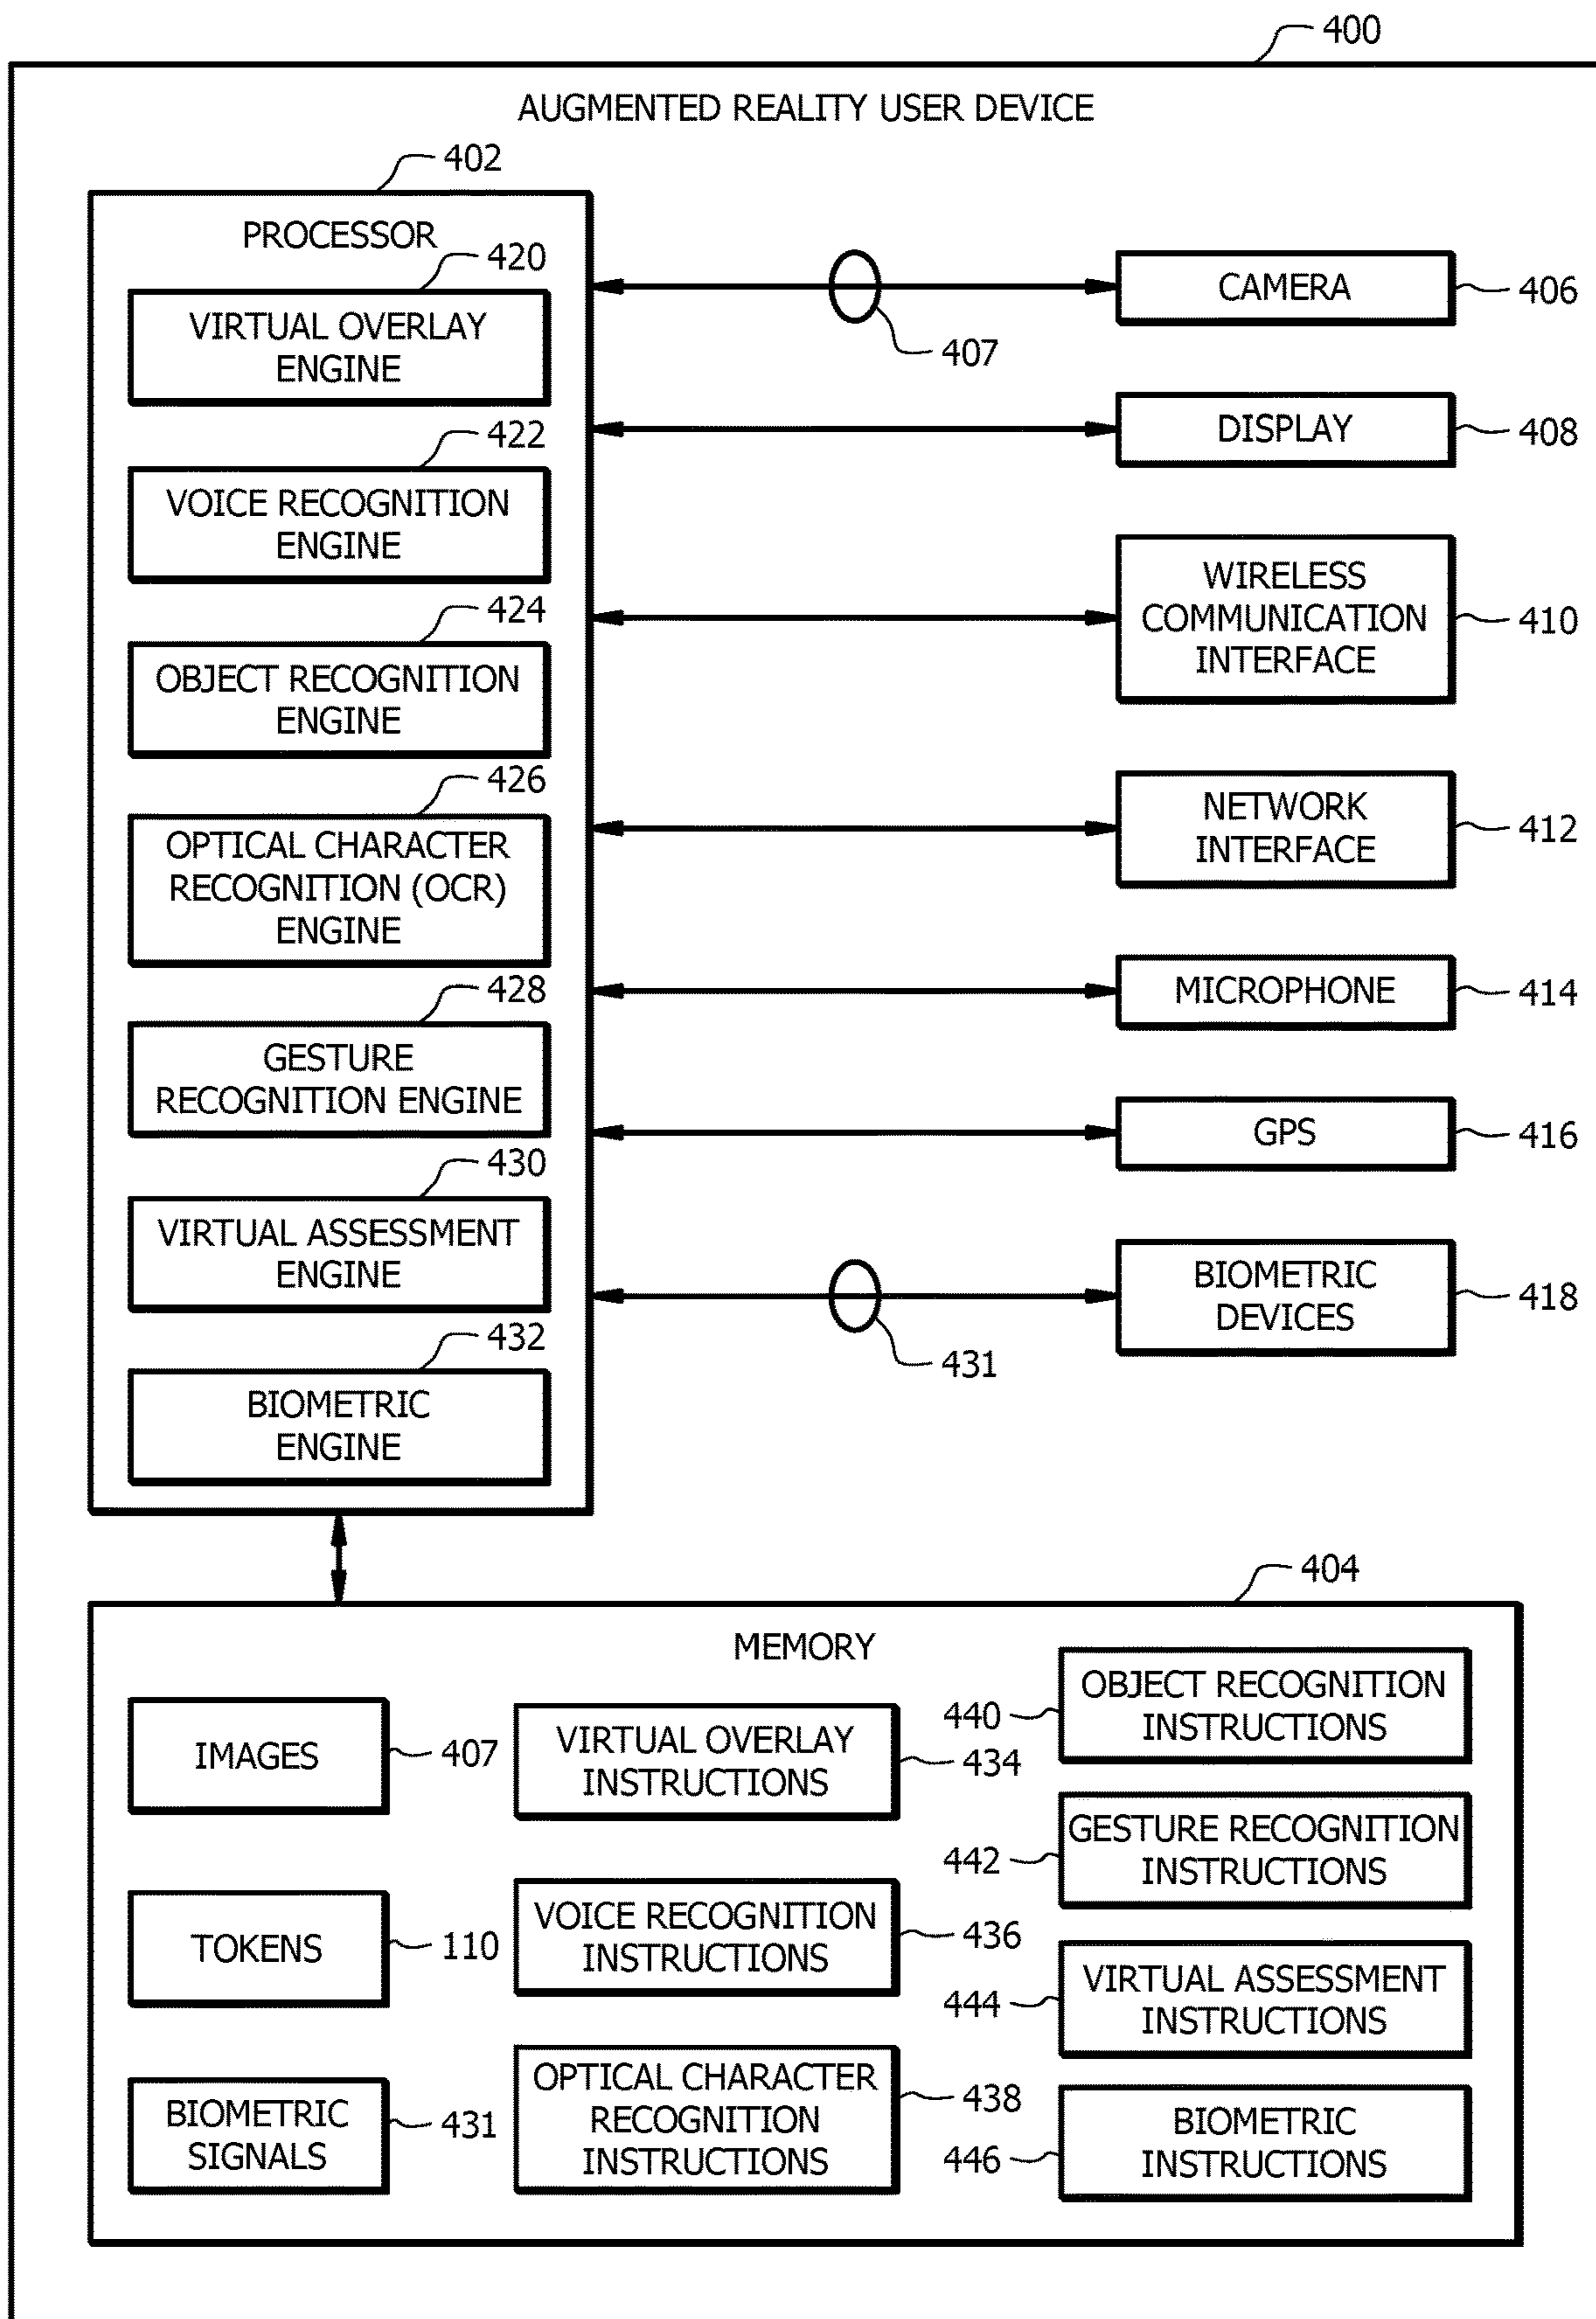 400
AUGMENTED REALITY USER DEVICE
402
PROCESSOR
420
VIRTUAL OVERLAY
ENGINE
422
VOICE RECOGNITION
ENGINE
424
OBJECT RECOGNITION
ENGINE
426
OPTICAL CHARACTER
RECOGNITION (OCR)
ENGINE
428
GESTURE
RECOGNITION ENGINE
430
VIRTUAL ASSESSMENT
ENGINE
432
BIOMETRIC
ENGINE
CAMERA
406
407
DISPLAY
408
WIRELESS
COMMUNICATION
INTERFACE
410
NETWORK
INTERFACE
412
MICROPHONE
414
GPS
416
BIOMETRIC
DEVICES
418
431
404
MEMORY
IMAGES
407
TOKENS
110
BIOMETRIC
SIGNALS
431
VIRTUAL OVERLAY
INSTRUCTIONS
434
VOICE RECOGNITION
INSTRUCTIONS
436
OPTICAL CHARACTER
RECOGNITION
INSTRUCTIONS
438
440
OBJECT RECOGNITION
INSTRUCTIONS
442
GESTURE RECOGNITION
INSTRUCTIONS
444
VIRTUAL ASSESSMENT
INSTRUCTIONS
446
BIOMETRIC
INSTRUCTIONS